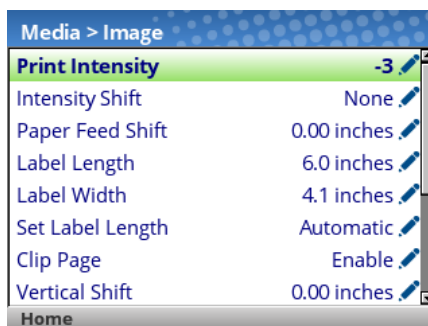 Media > Image
Print Intensity -3
Intensity Shift None
Paper Feed Shift 0.00 inches
Label Length 6.0 inches
Label Width 4.1 inches
Set Label Length Automatic
Clip Page Enable
Vertical Shift 0.00 inches
Home